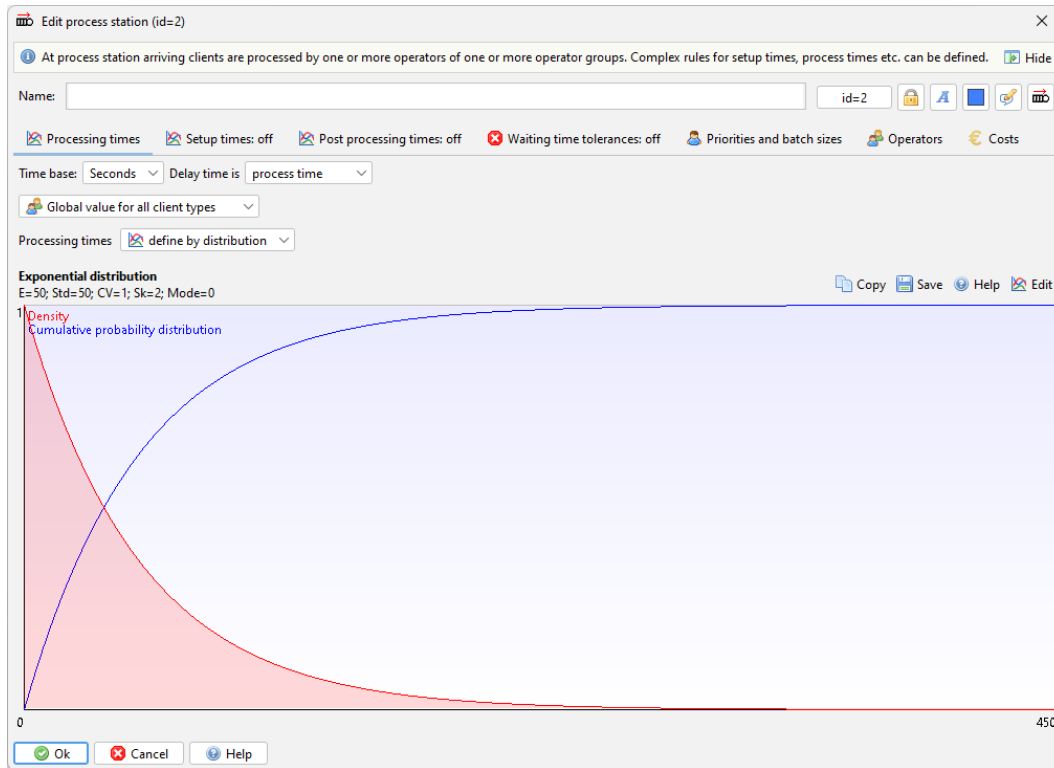 Edit process station (id=2)
At process station arriving clients are processed by one or more operators of one or more operator groups. Complex rules for setup times, process times etc. can be defined. Hide
Name: id=2
Processing times Setup times: off Post processing times: off Waiting time tolerances: off Priorities and batch sizes Operators Costs
Time base: Seconds Delay time is process time
Global value for all client types
Processing times define by distribution
Exponential distribution
E=50; Std=50; CV=1; Sk=2; Mode=0
Copy Save Help Edit
1 Density
Cumulative probability distribution
0 450
Ok Cancel Help